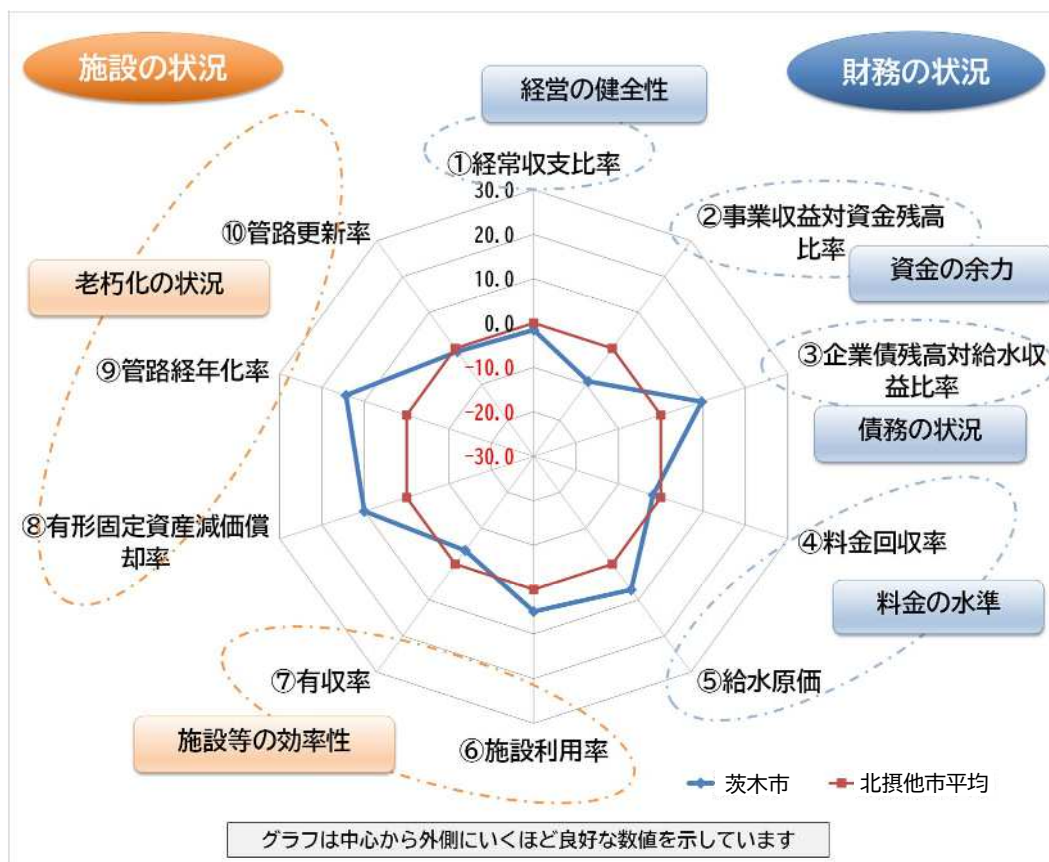 施設の状況
財務の状況
経営の健全性
①経常収支比率
30.0
20.0
10.0
0.0
-10.0
-20.0
-30.0
②事業収益対資金残高
比率
資金の余力
③企業債残高対給水収
益比率
債務の状況
④料金回収率
料金の水準
⑤給水原価
⑥施設利用率
⑦有収率
施設等の効率性
⑧有形固定資産減価償
却率
⑨管路経年化率
老朽化の状況
⑩管路更新率
茨木市
北摂他市平均
グラフは中心から外側にいくほど良好な数値を示しています